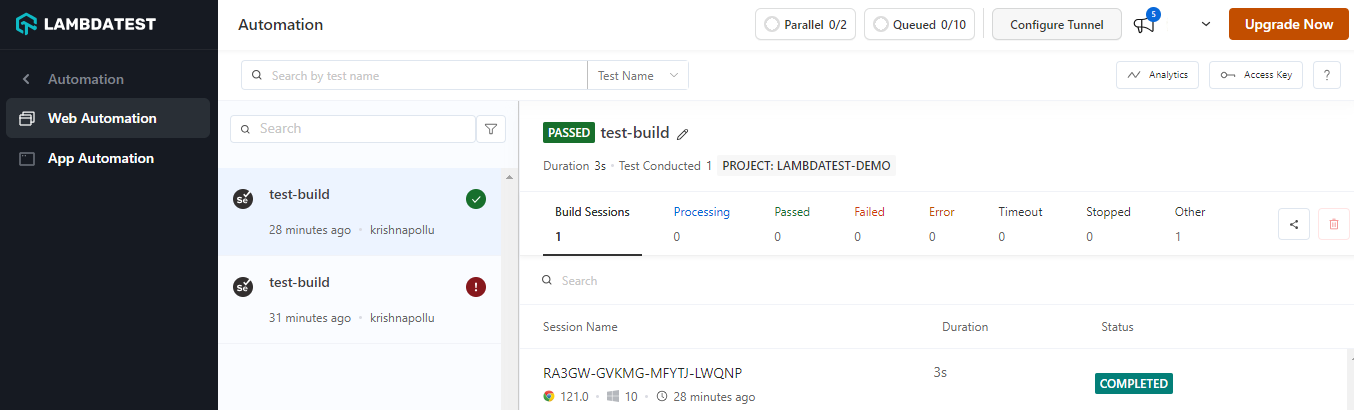 LAMBDATEST
Automation
Web Automation
App Automation
Automation
Parallel 0/2
Queued 0/10
Configure Tunnel
5
Upgrade Now
Search by test name
Test Name
Analytics
Access Key
?
Search
test-build
28 minutes ago • krishnapollu
test-build
31 minutes ago • krishnapollu
PASSED test-build
Duration 3s • Test Conducted 1 PROJECT: LAMBDATEST-DEMO
Build Sessions Processing Passed Failed Error Timeout Stopped Other
1 0 0 0 0 0 0 1
Search
Session Name Duration Status
RA3GW-GVKMG-MFYTJ-LWQNP 3s COMPLETED
121.0 • 10 • 28 minutes ago